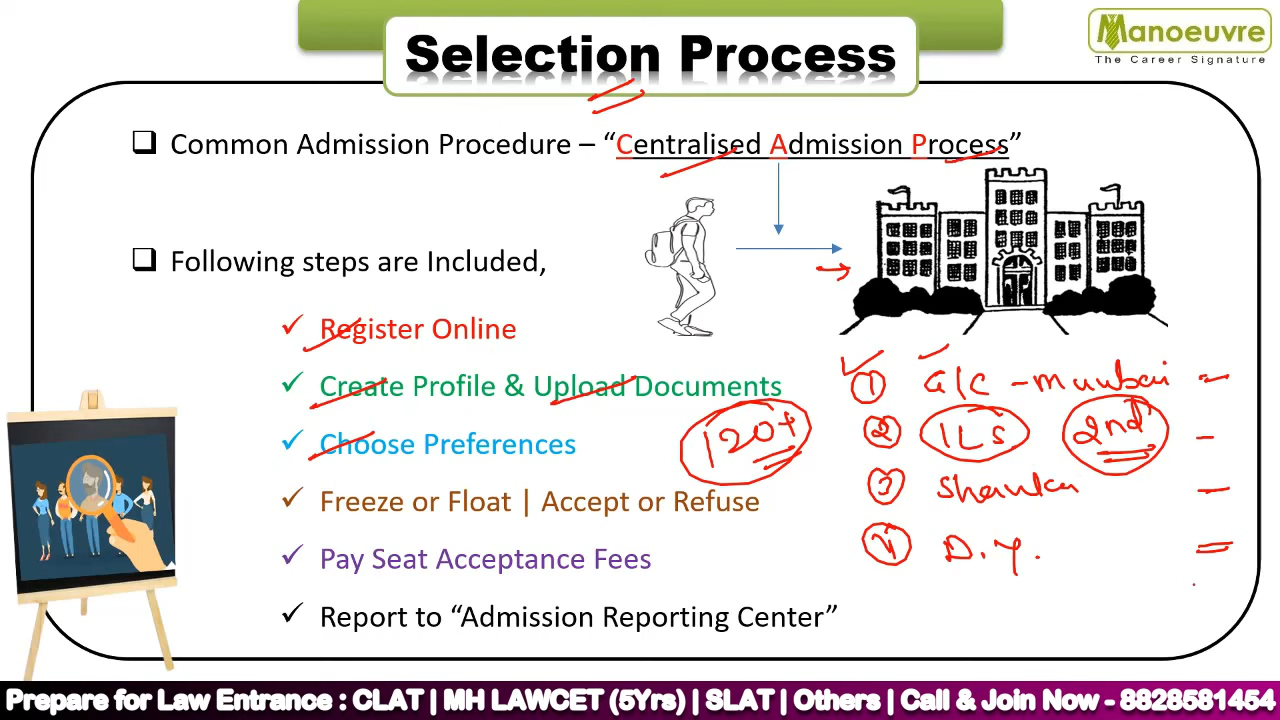 Selection Process
Manoeuvre
The Career Signature
Common Admission Procedure – “Centralised Admission Process”
Following steps are Included,
Register Online
Create Profile & Upload Documents
Choose Preferences
Freeze or Float | Accept or Refuse
Pay Seat Acceptance Fees
Report to “Admission Reporting Center”
120+
1 G/C - mumbai
2 ILS 2nd
3
4 D.Y.
Prepare for Law Entrance : CLAT | MH LAWCET (5Yrs) | SLAT | Others | Call & Join Now - 8828581454